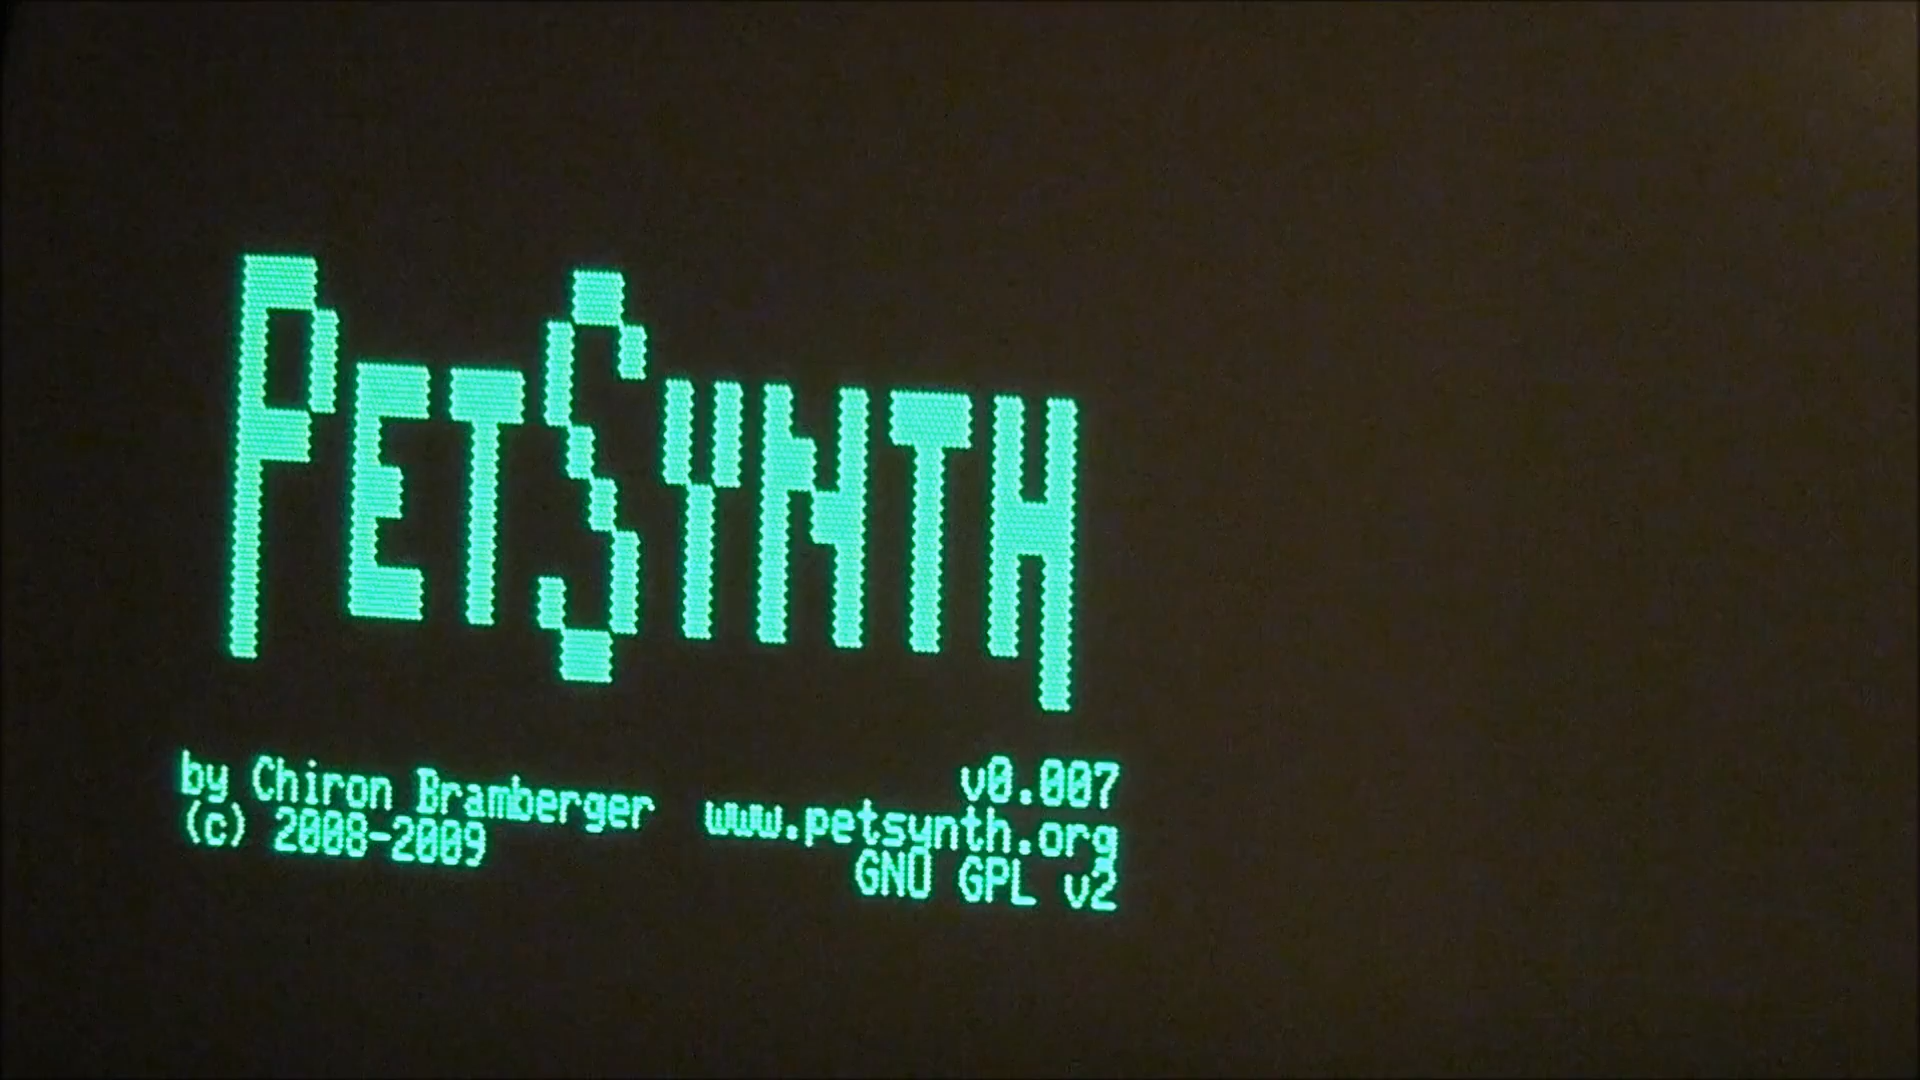 PETSYNTH
v0.007
by Chiron Bramberger www.petsynth.org
(c) 2008-2009 GNU GPL v2